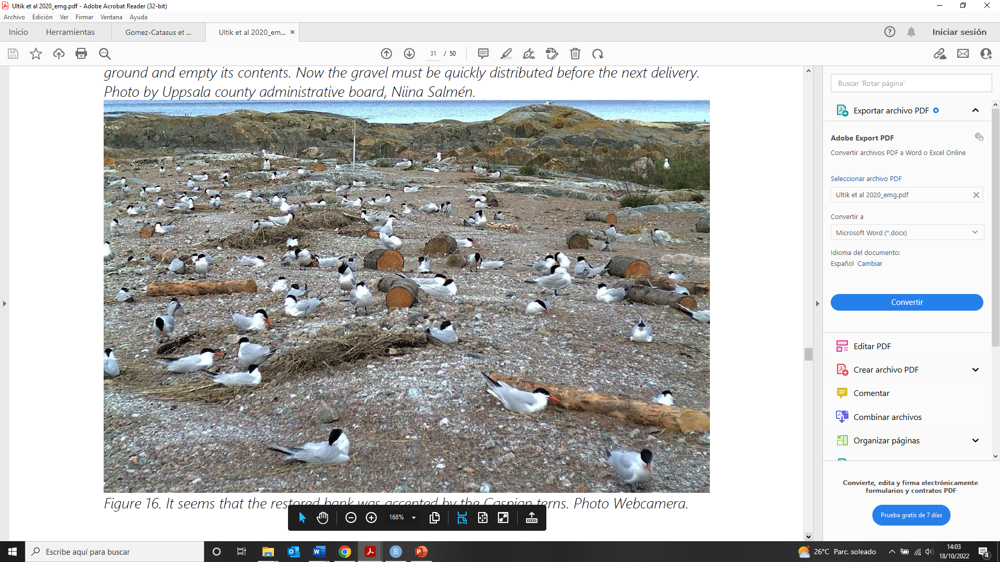 Ultik et al 2020_emg.pdf - Adobe Acrobat Reader (32-bit)
Archivo Edición Ver Firmar Ventana Ayuda
Inicio Herramientas Gomez-Catasus et ... Ultik et al 2020_em... × Iniciar sesión
31 / 50
ground and empty its contents. Now the gravel must be quickly distributed before the next delivery.
Photo by Uppsala county administrative board, Niina Salmén.
Figure 16. It seems that the restored bank was accepted by the Caspian terns. Photo Webcamera.
168%
Buscar 'Rotar página'
Exportar archivo PDF
Adobe Export PDF
Convertir archivos PDF a Word o Excel Online
Seleccionar archivo PDF
Ultik et al 2020_emg.pdf
Convertir a
Microsoft Word (*.docx)
Idioma del documento:
Español Cambiar
Convertir
Editar PDF
Crear archivo PDF
Comentar
Combinar archivos
Organizar páginas
Convierte, edita y firma electrónicamente
formularios y contratos PDF
Prueba gratis de 7 días
Escribe aquí para buscar
26°C Parc. soleado
14:03
18/10/2022
4